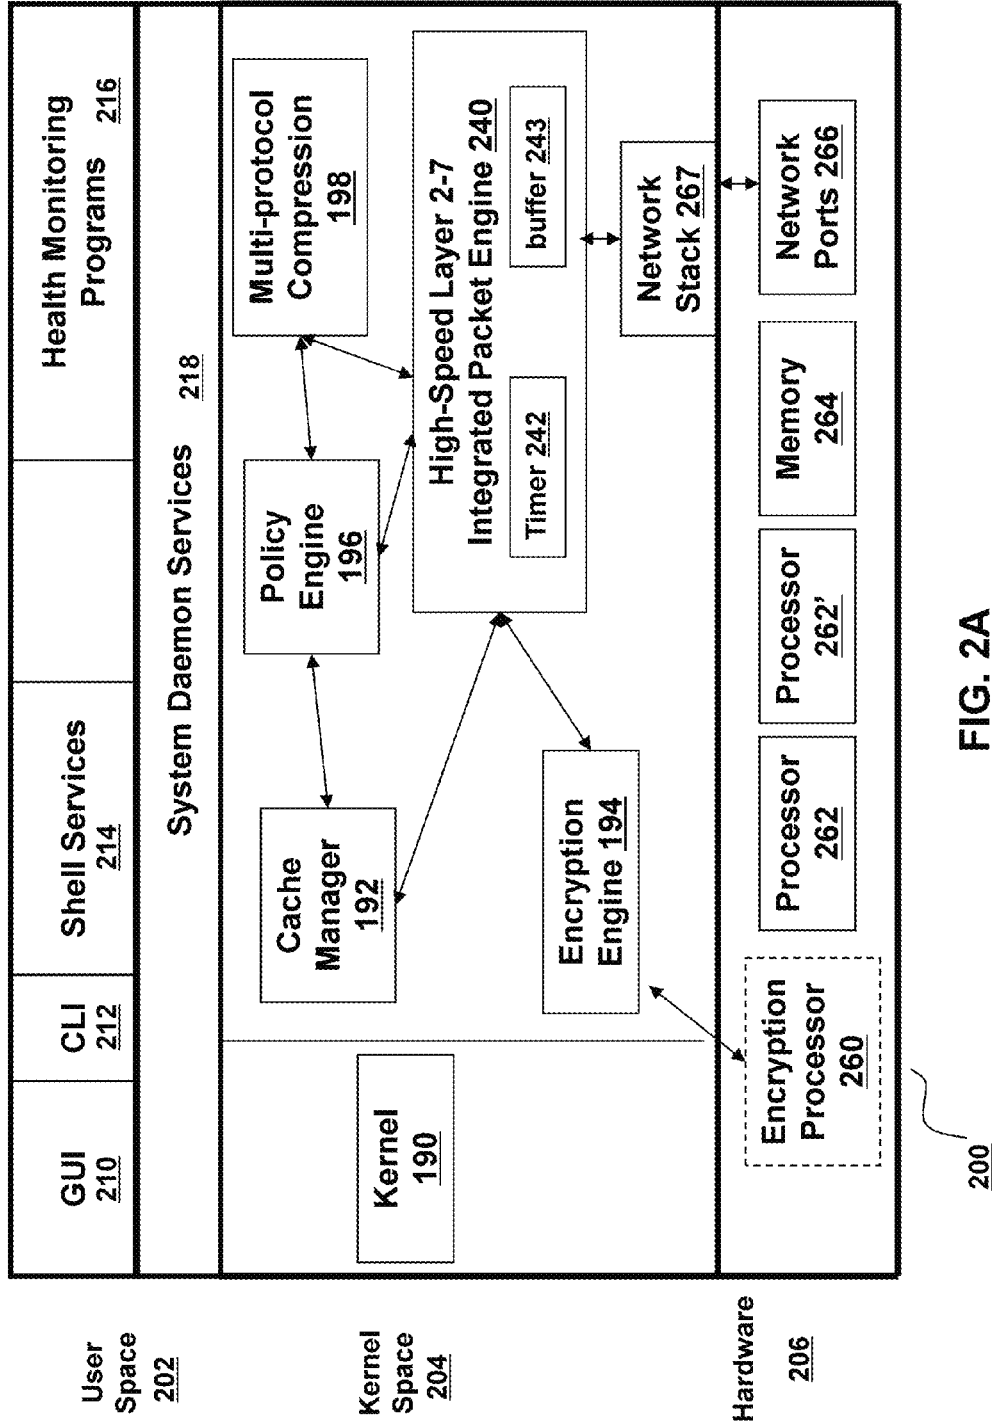 GUI
210
CLI
212
Shell Services
214
Health Monitoring
Programs 216
System Daemon Services 218
User
Space
202
Kernel
190
Cache
Manager
192
Policy
Engine
196
Multi-protocol
Compression
198
High-Speed Layer 2-7
Integrated Packet Engine 240
Timer 242
buffer 243
Encryption
Engine 194
Network
Stack 267
Kernel
Space
204
Encryption
Processor
260
Processor
262
Processor
262’
Memory
264
Network
Ports 266
Hardware
206
200
FIG. 2A